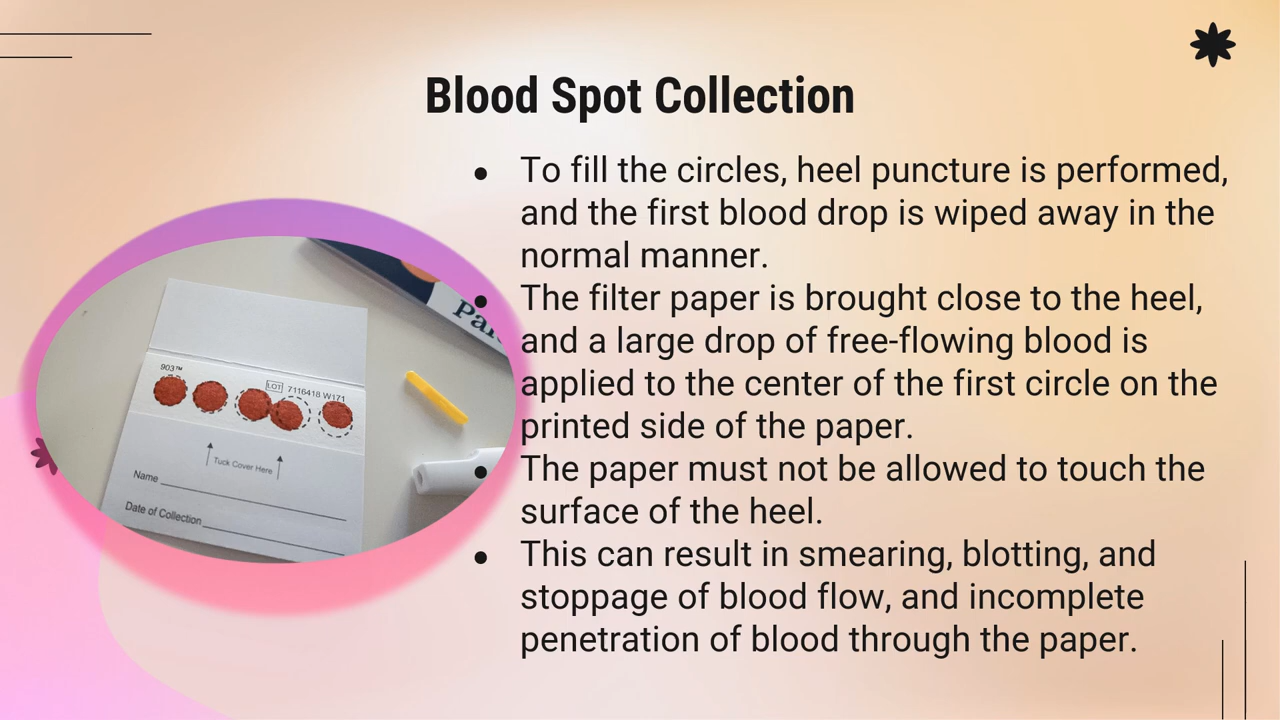 Blood Spot Collection
● To fill the circles, heel puncture is performed,
and the first blood drop is wiped away in the
normal manner.
● The filter paper is brought close to the heel,
and a large drop of free-flowing blood is
applied to the center of the first circle on the
printed side of the paper.
● The paper must not be allowed to touch the
surface of the heel.
● This can result in smearing, blotting, and
stoppage of blood flow, and incomplete
penetration of blood through the paper.
903™
LOT 7116418 W171
Tuck Cover Here
Name
Date of Collection